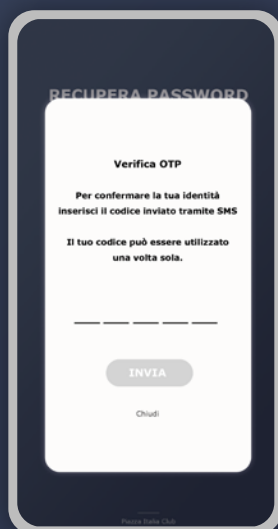 RECUPERA PASSWORD
Verifica OTP
Per confermare la tua identità
inserisci il codice inviato tramite SMS
Il tuo codice può essere utilizzato
una volta sola.
INVIA
Chiudi
Piazza Italia Club